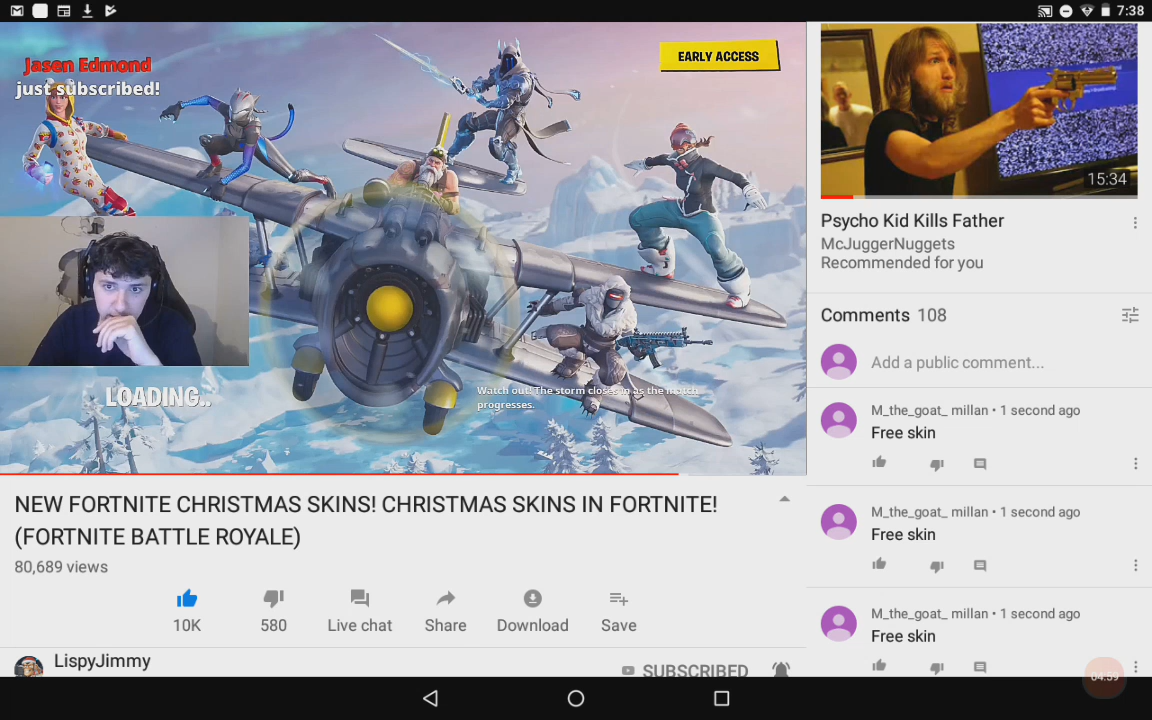 7:38
Jasen Edmond
just subscribed!
EARLY ACCESS
LOADING..
Watch out! The storm closes in as the match
progresses.
NEW FORTNITE CHRISTMAS SKINS! CHRISTMAS SKINS IN FORTNITE!
(FORTNITE BATTLE ROYALE)
80,689 views
10K
580
Live chat
Share
Download
Save
LispyJimmy
SUBSCRIBED
15:34
Psycho Kid Kills Father
McJuggerNuggets
Recommended for you
Comments 108
Add a public comment...
M_the_goat_ millan • 1 second ago
Free skin
M_the_goat_ millan • 1 second ago
Free skin
M_the_goat_ millan • 1 second ago
Free skin
04:59